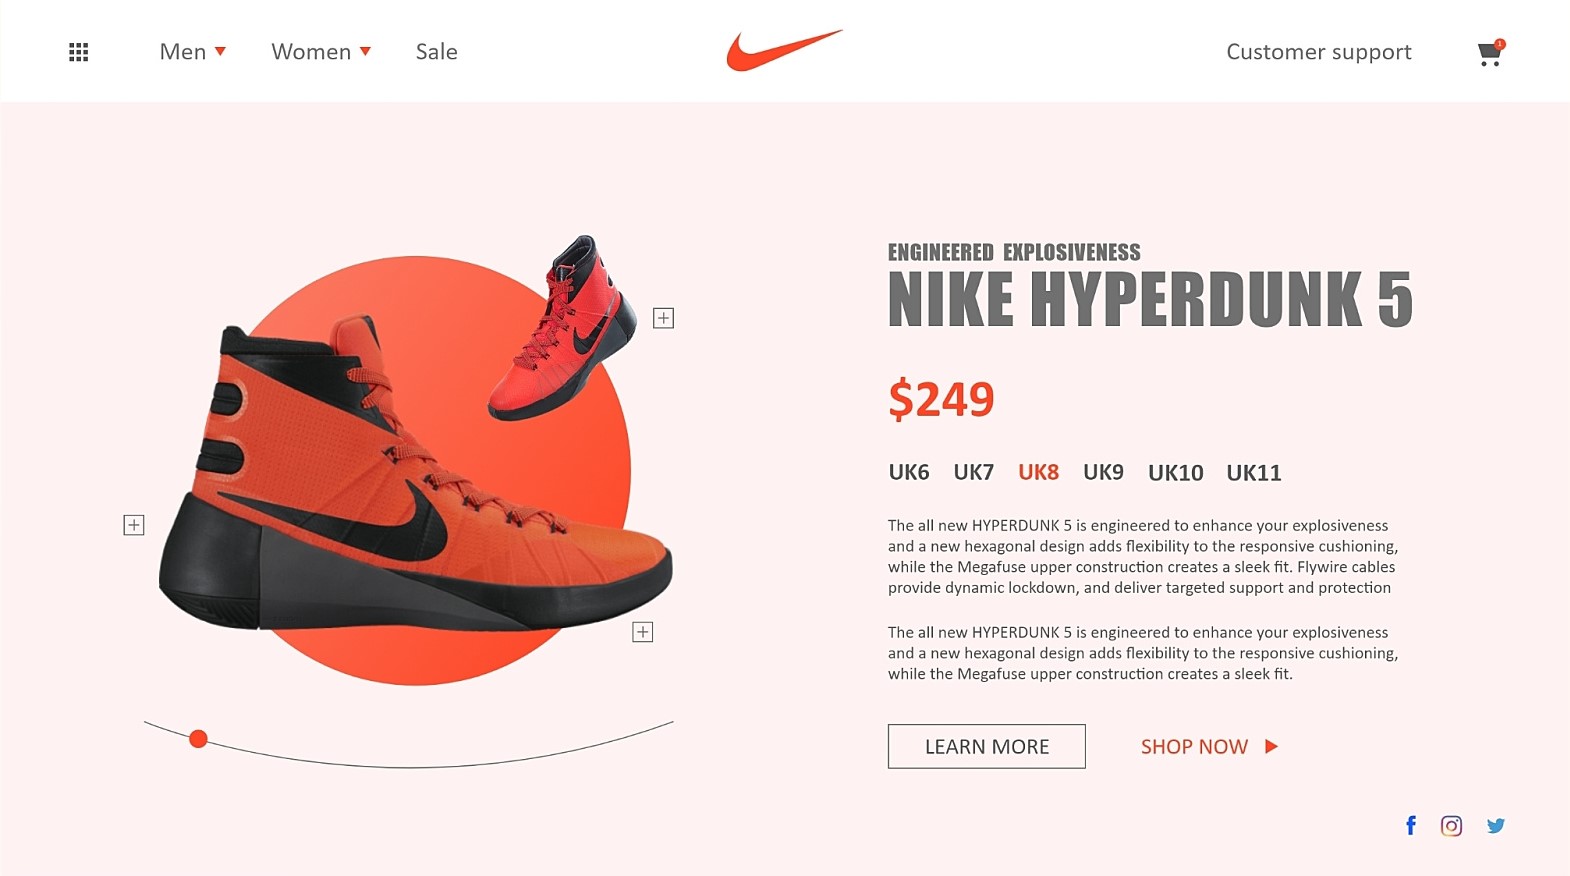 Men Women Sale Customer support
1
ENGINEERED EXPLOSIVENESS
NIKE HYPERDUNK 5
$249
UK6 UK7 UK8 UK9 UK10 UK11
The all new HYPERDUNK 5 is engineered to enhance your explosiveness
and a new hexagonal design adds flexibility to the responsive cushioning,
while the Megafuse upper construction creates a sleek fit. Flywire cables
provide dynamic lockdown, and deliver targeted support and protection
The all new HYPERDUNK 5 is engineered to enhance your explosiveness
and a new hexagonal design adds flexibility to the responsive cushioning,
while the Megafuse upper construction creates a sleek fit.
LEARN MORE SHOP NOW